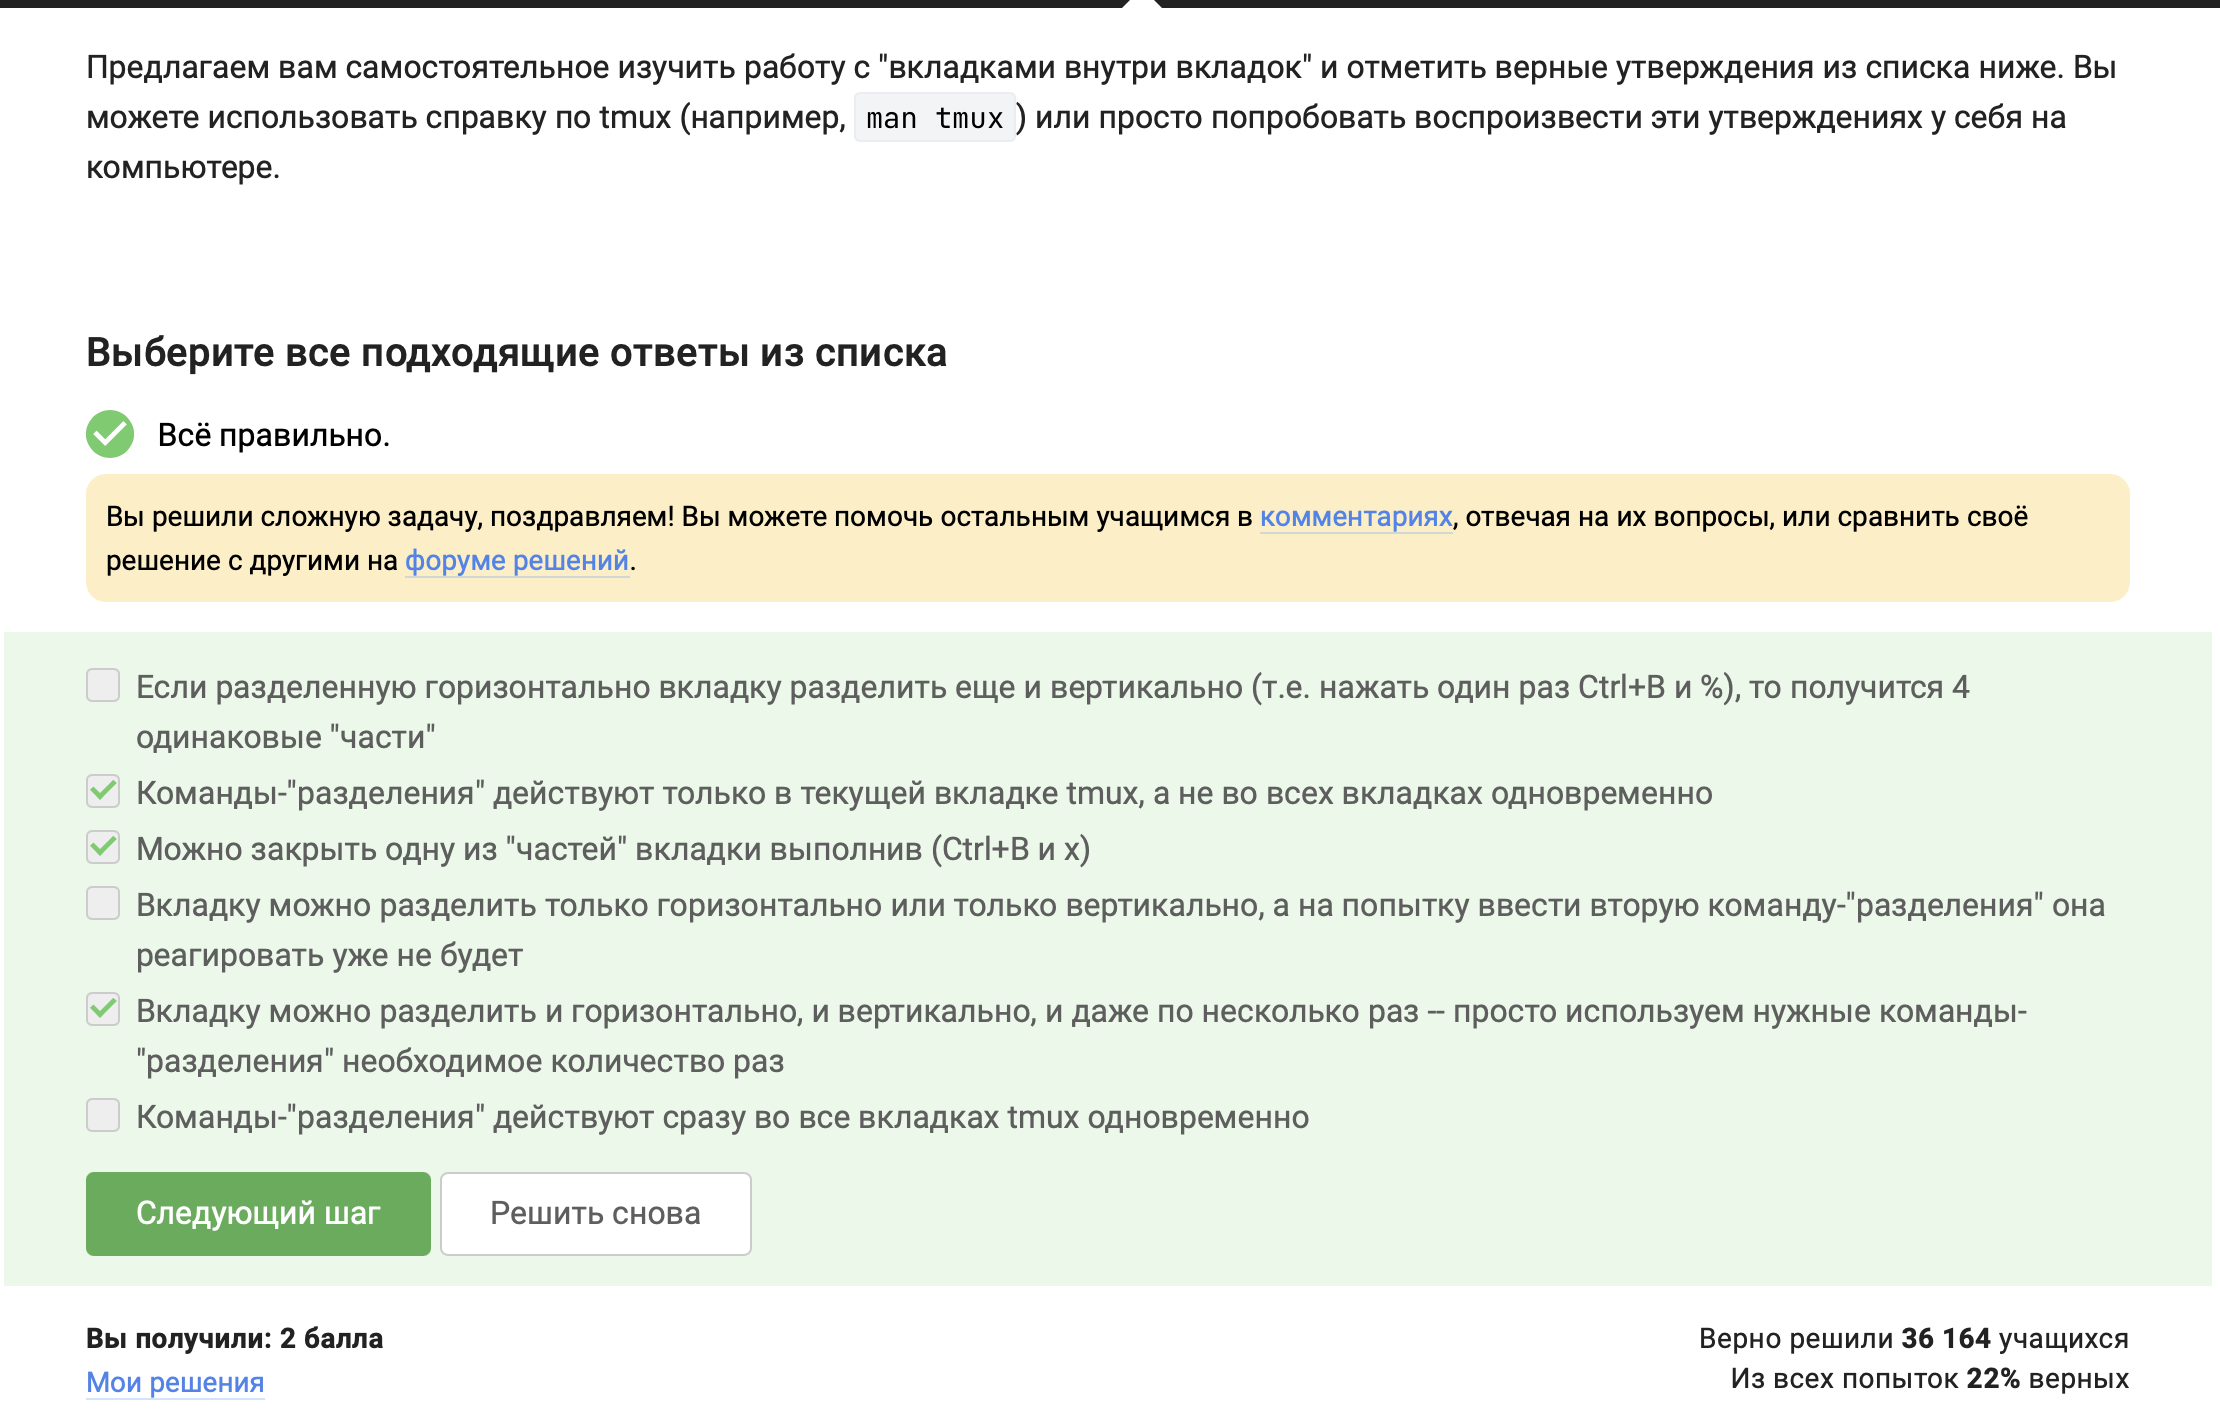 Предлагаем вам самостоятельное изучить работу с "вкладками внутри вкладок" и отметить верные утверждения из списка ниже. Вы
можете использовать справку по tmux (например, man tmux) или просто попробовать воспроизвести эти утверждениях у себя на
компьютере.
Выберите все подходящие ответы из списка
Всё правильно.
Вы решили сложную задачу, поздравляем! Вы можете помочь остальным учащимся в комментариях, отвечая на их вопросы, или сравнить своё
решение с другими на форуме решений.
Если разделенную горизонтально вкладку разделить еще и вертикально (т.е. нажать один раз Ctrl+B и %), то получится 4
одинаковые "части"
Команды-"разделения" действуют только в текущей вкладке tmux, а не во всех вкладках одновременно
Можно закрыть одну из "частей" вкладки выполнив (Ctrl+B и x)
Вкладку можно разделить только горизонтально или только вертикально, а на попытку ввести вторую команду-"разделения" она
реагировать уже не будет
Вкладку можно разделить и горизонтально, и вертикально, и даже по несколько раз -- просто используем нужные команды-
"разделения" необходимое количество раз
Команды-"разделения" действуют сразу во все вкладках tmux одновременно
Следующий шаг
Решить снова
Вы получили: 2 балла
Мои решения
Верно решили 36 164 учащихся
Из всех попыток 22% верных